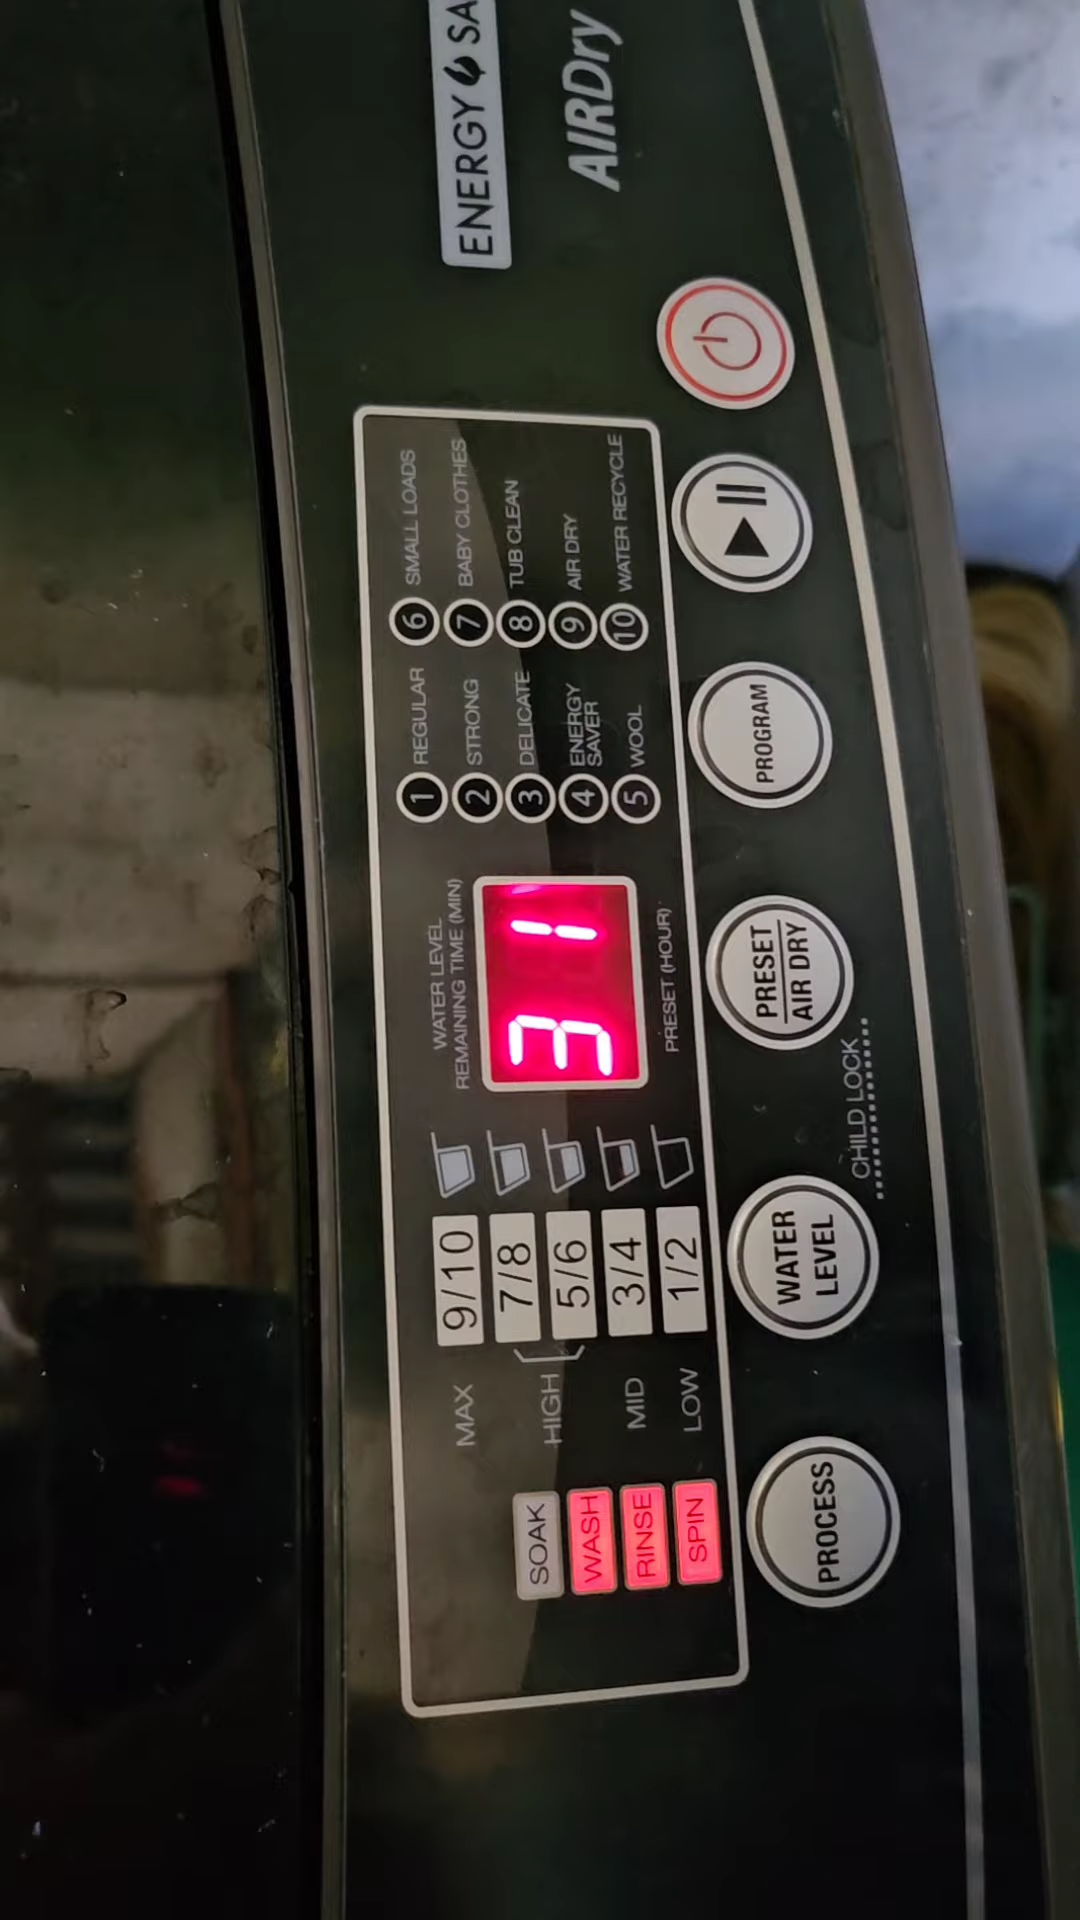 ENERGY SA
AIRDry
SOAK
WASH
RINSE
SPIN
MAX 9/10
HIGH 7/8
5/6
MID 3/4
LOW 1/2
WATER LEVEL
REMAINING TIME (MIN)
31
PRESET (HOUR)
1 REGULAR
2 STRONG
3 DELICATE
4 ENERGY
SAVER
5 WOOL
6 SMALL LOADS
7 BABY CLOTHES
8 TUB CLEAN
9 AIR DRY
10 WATER RECYCLE
PROCESS
WATER
LEVEL
CHILD LOCK
PRESET
AIR DRY
PROGRAM